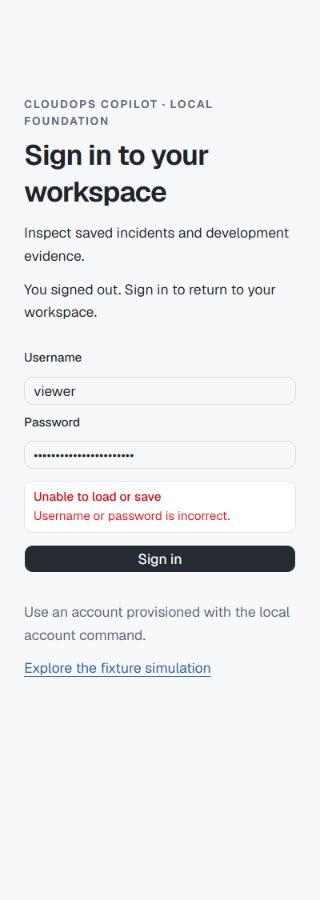 CLOUDOPS COPILOT · LOCAL
FOUNDATION
Sign in to your
workspace
Inspect saved incidents and development
evidence.
You signed out. Sign in to return to your
workspace.
Username
viewer
Password
•••••••••••••••••••••••
Unable to load or save
Username or password is incorrect.
Sign in
Use an account provisioned with the local
account command.
Explore the fixture simulation